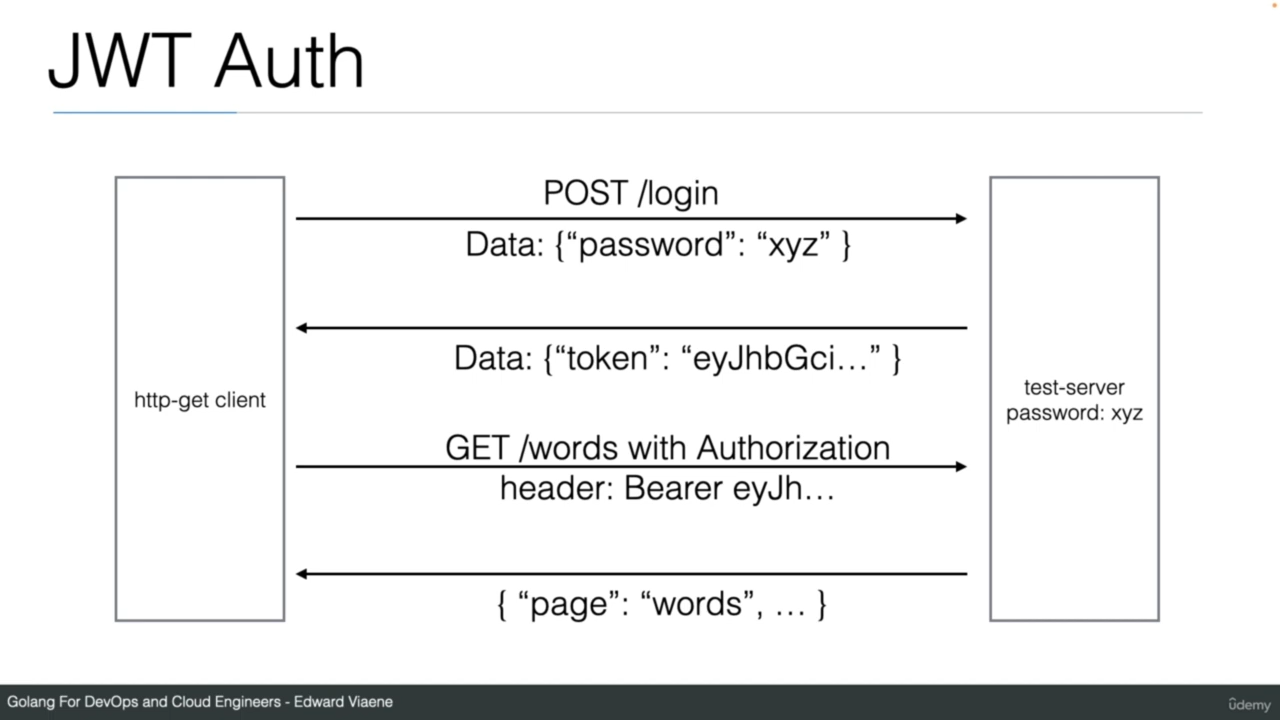 JWT Auth
POST /login
Data: {“password”: “xyz” }
Data: {“token”: “eyJhbGci…” }
http-get client
test-server
password: xyz
GET /words with Authorization
header: Bearer eyJh…
{ “page”: “words”, … }
Golang For DevOps and Cloud Engineers - Edward Viaene
ûdemy